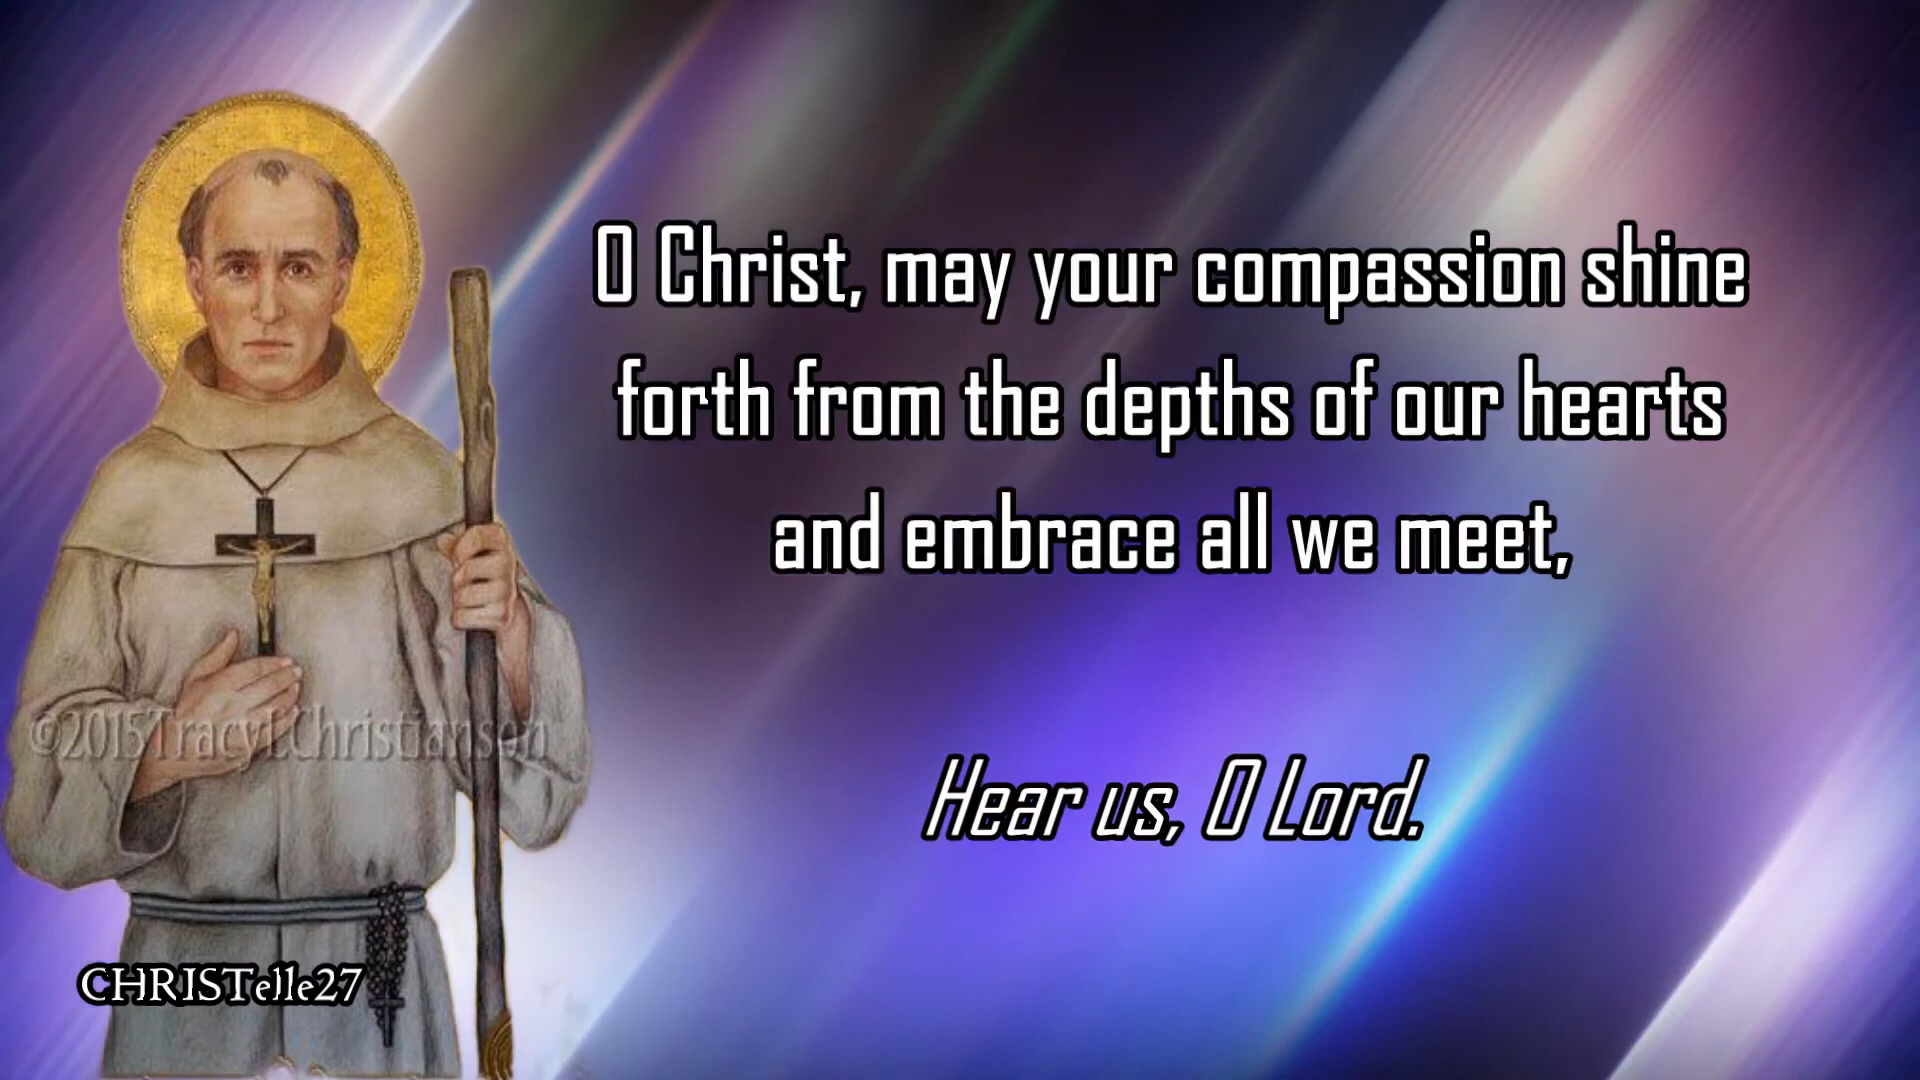 O Christ, may your compassion shine
forth from the depths of our hearts
and embrace all we meet,
Hear us, O Lord.
©2015TracyLChristianson
CHRISTelle27